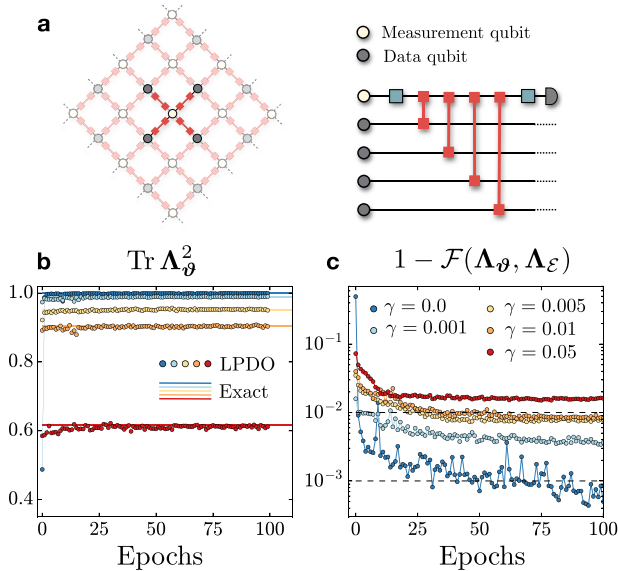 a
Measurement qubit
Data qubit
b
Tr Λ_ϑ^2
1.0
0.8
0.6
0.4
LPDO
Exact
0 25 50 75 100
Epochs
c
1 − F(Λ_ϑ, Λ_ε)
γ = 0.0
γ = 0.001
γ = 0.005
γ = 0.01
γ = 0.05
10^−1
10^−2
10^−3
0 25 50 75 100
Epochs